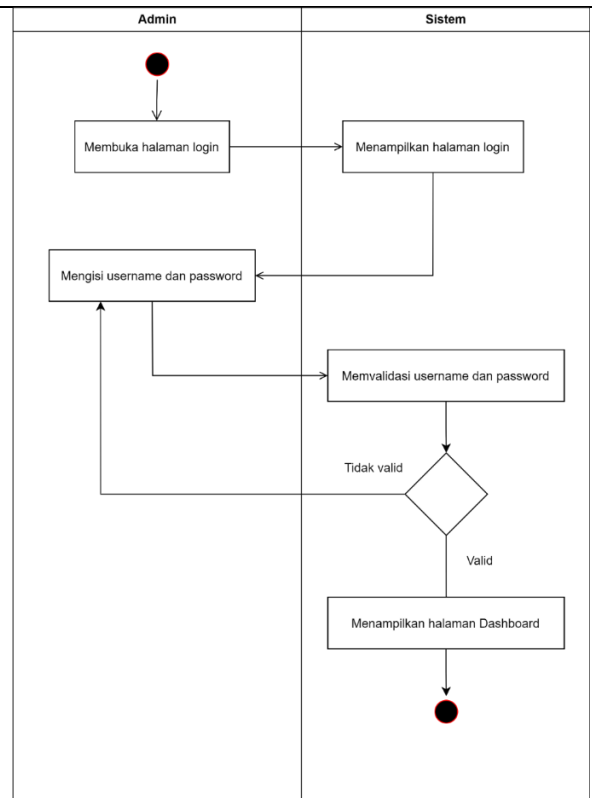 Admin
Sistem
Membuka halaman login
Menampilkan halaman login
Mengisi username dan password
Memvalidasi username dan password
Tidak valid
Valid
Menampilkan halaman Dashboard